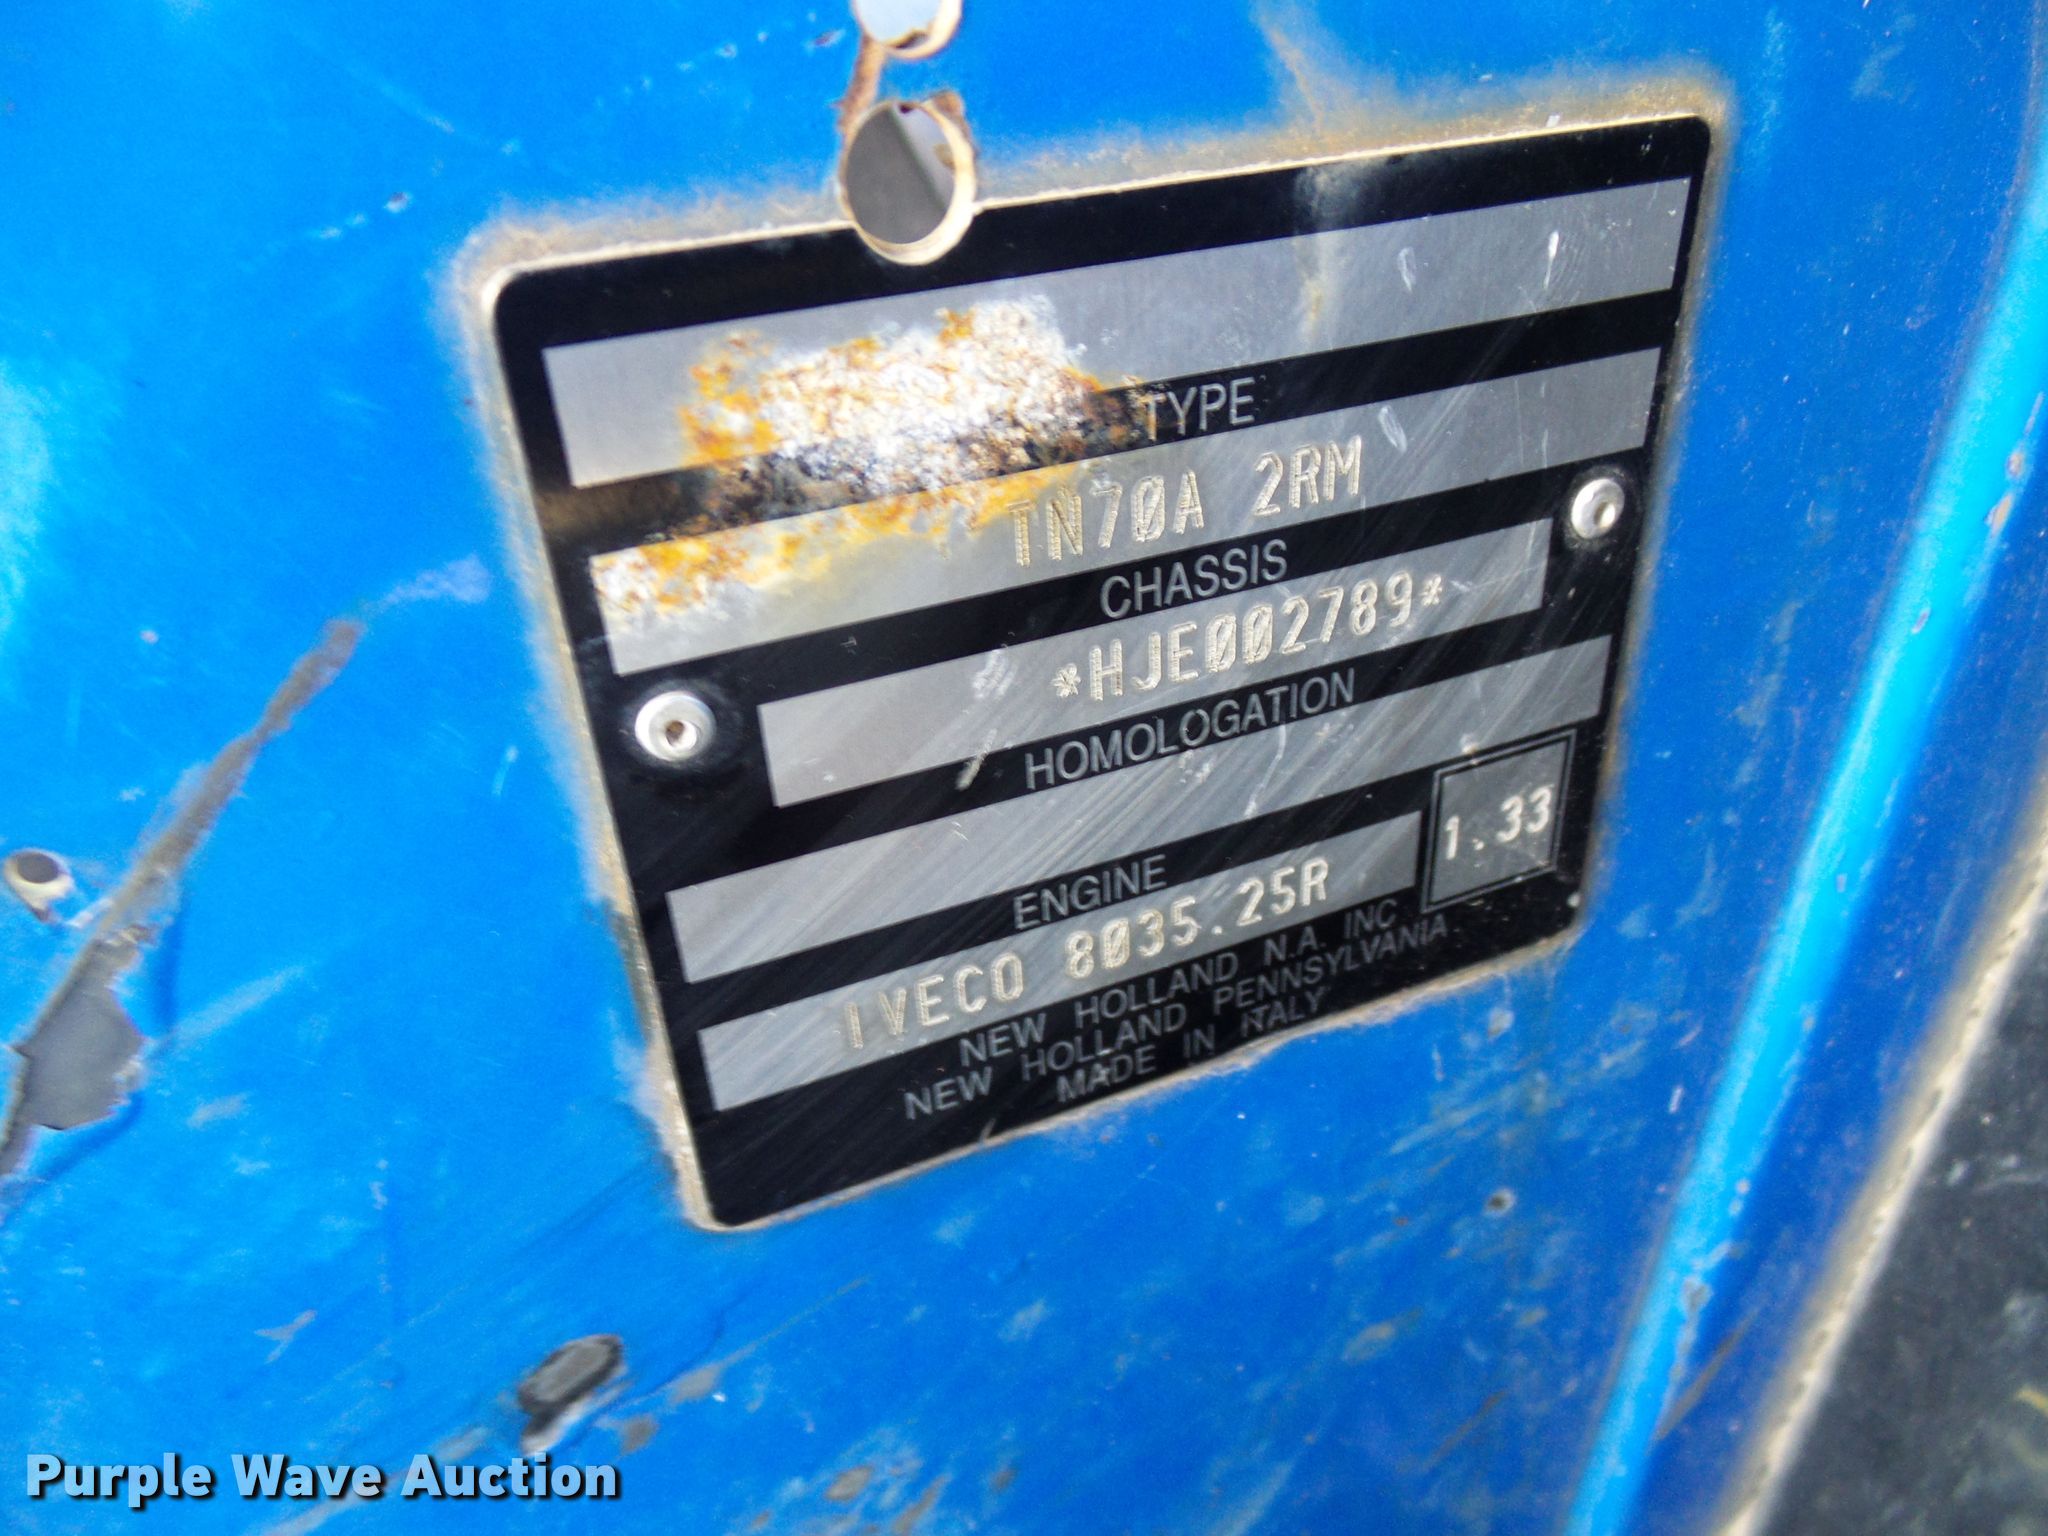 TYPE
TN70A 2RM
CHASSIS
*HJE002789*
HOMOLOGATION
1.33
ENGINE
IVECO 8035.25R
NEW HOLLAND N.A. INC
NEW HOLLAND PENNSYLVANIA
MADE IN ITALY
Purple Wave Auction